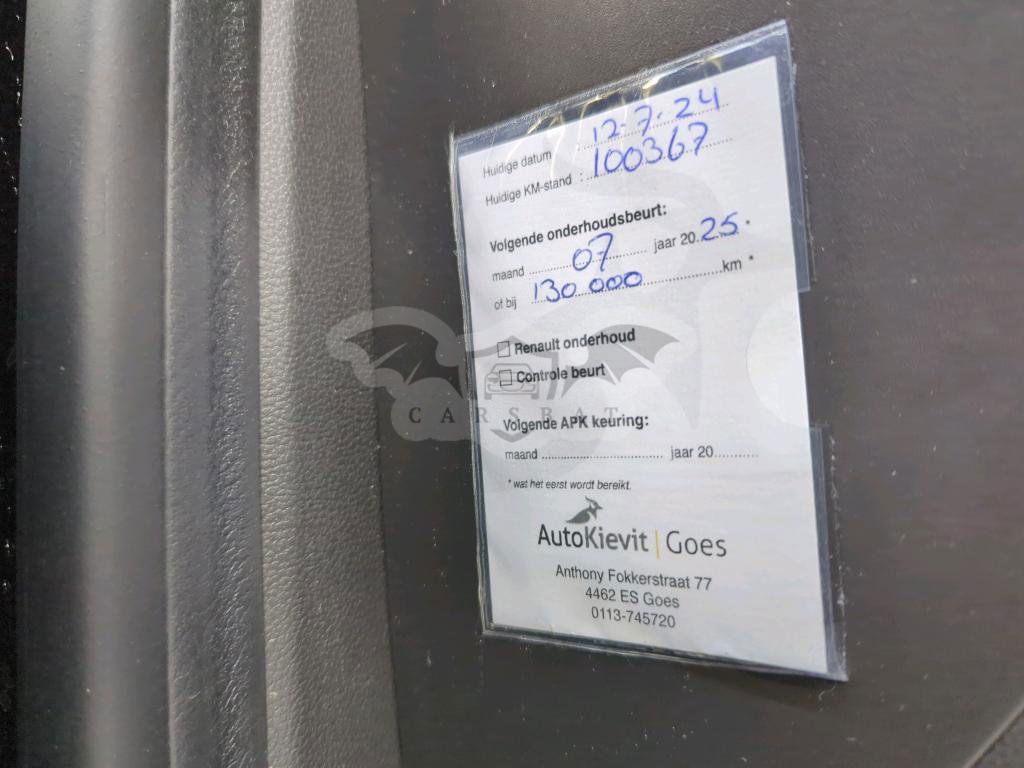 Huidige datum : 12-7-24
Huidige KM-stand : 100367
Volgende onderhoudsbeurt:
maand ........ 07 ........ jaar 20..25.*
of bij 130 000 ........ km *
Renault onderhoud
Controle beurt
CARSBAT
Volgende APK keuring:
maand ................................ jaar 20...........
* wat het eerst wordt bereikt.
AutoKievit | Goes
Anthony Fokkerstraat 77
4462 ES Goes
0113-745720